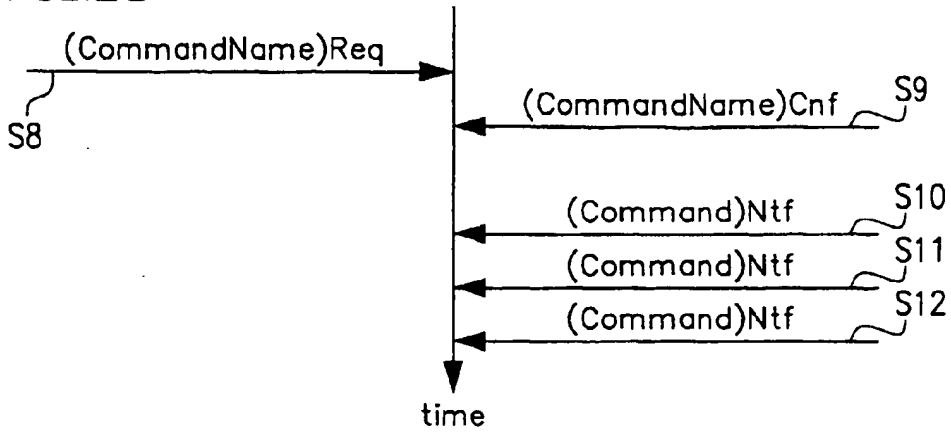 (CommandName)Req
S8
(CommandName)Cnf
S9
(Command)Ntf
S10
(Command)Ntf
S11
(Command)Ntf
S12
time